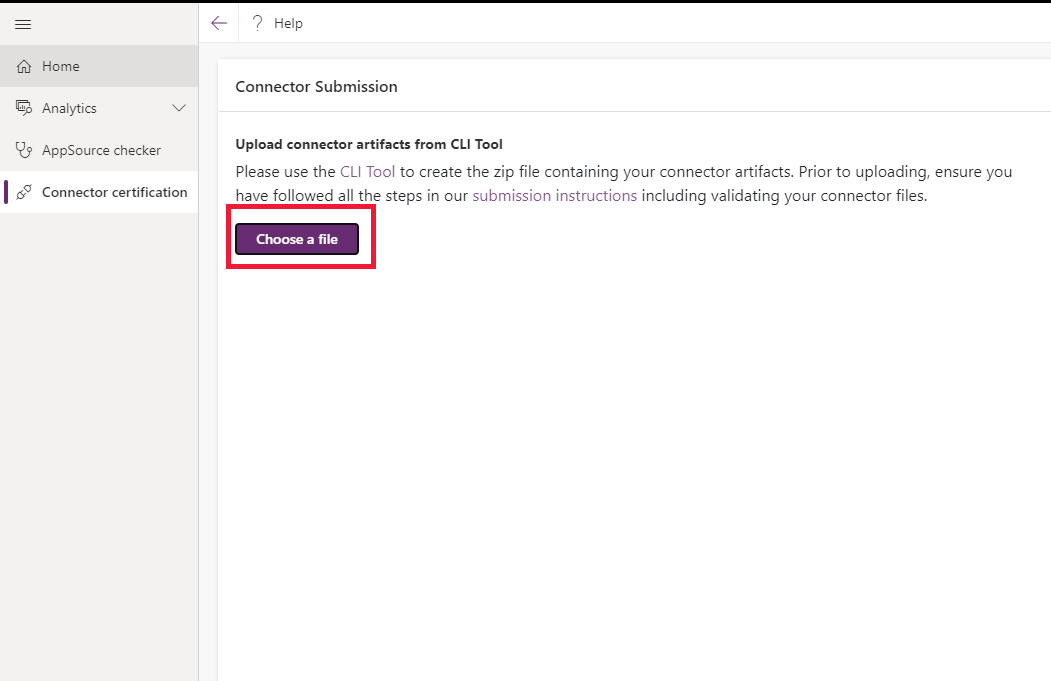 Help
Home
Analytics
AppSource checker
Connector certification
Connector Submission
Upload connector artifacts from CLI Tool
Please use the CLI Tool to create the zip file containing your connector artifacts. Prior to uploading, ensure you
have followed all the steps in our submission instructions including validating your connector files.
Choose a file